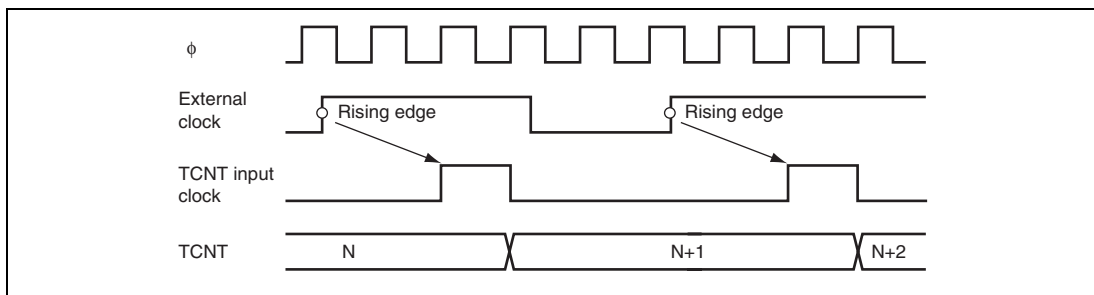 ϕ
External
clock
Rising edge
Rising edge
TCNT input
clock
TCNT
N
N+1
N+2